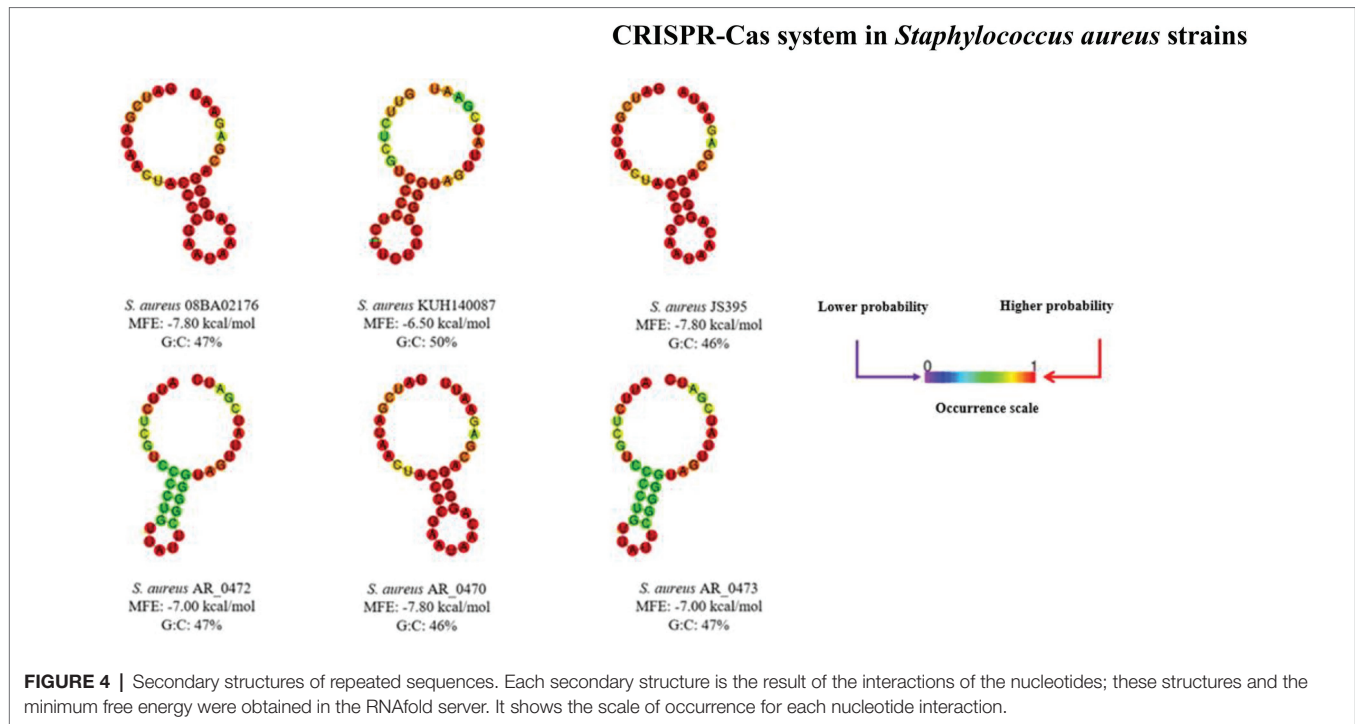 CRISPR-Cas system in Staphylococcus aureus strains
S. aureus 08BA02176
MFE: -7.80 kcal/mol
G:C: 47%
S. aureus KUH140087
MFE: -6.50 kcal/mol
G:C: 50%
S. aureus JS395
MFE: -7.80 kcal/mol
G:C: 46%
Lower probability
Higher probability
0 1
Occurrence scale
S. aureus AR_0472
MFE: -7.00 kcal/mol
G:C: 47%
S. aureus AR_0470
MFE: -7.80 kcal/mol
G:C: 46%
S. aureus AR_0473
MFE: -7.00 kcal/mol
G:C: 47%
FIGURE 4 | Secondary structures of repeated sequences. Each secondary structure is the result of the interactions of the nucleotides; these structures and the
minimum free energy were obtained in the RNAfold server. It shows the scale of occurrence for each nucleotide interaction.